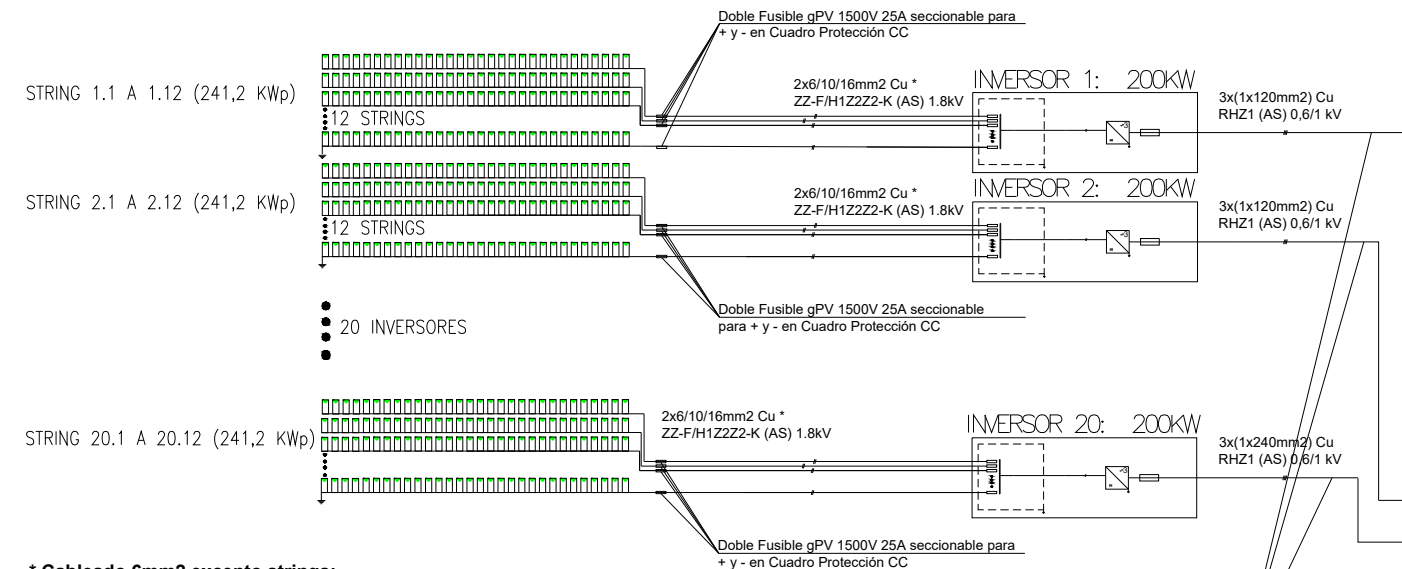 Doble Fusible gPV 1500V 25A seccionable para
+ y - en Cuadro Protección CC
STRING 1.1 A 1.12 (241,2 KWp)
12 STRINGS
2x6/10/16mm2 Cu *
ZZ-F/H1Z2Z2-K (AS) 1.8kV
INVERSOR 1: 200KW
3x(1x120mm2) Cu
RHZ1 (AS) 0,6/1 kV
STRING 2.1 A 2.12 (241,2 KWp)
12 STRINGS
2x6/10/16mm2 Cu *
ZZ-F/H1Z2Z2-K (AS) 1.8kV
INVERSOR 2: 200KW
3x(1x120mm2) Cu
RHZ1 (AS) 0,6/1 kV
Doble Fusible gPV 1500V 25A seccionable
para + y - en Cuadro Protección CC
20 INVERSORES
STRING 20.1 A 20.12 (241,2 KWp)
2x6/10/16mm2 Cu *
ZZ-F/H1Z2Z2-K (AS) 1.8kV
INVERSOR 20: 200KW
3x(1x240mm2) Cu
RHZ1 (AS) 0,6/1 kV
Doble Fusible gPV 1500V 25A seccionable para
+ y - en Cuadro Protección CC
* Cableado 6mm2 excepto strings: